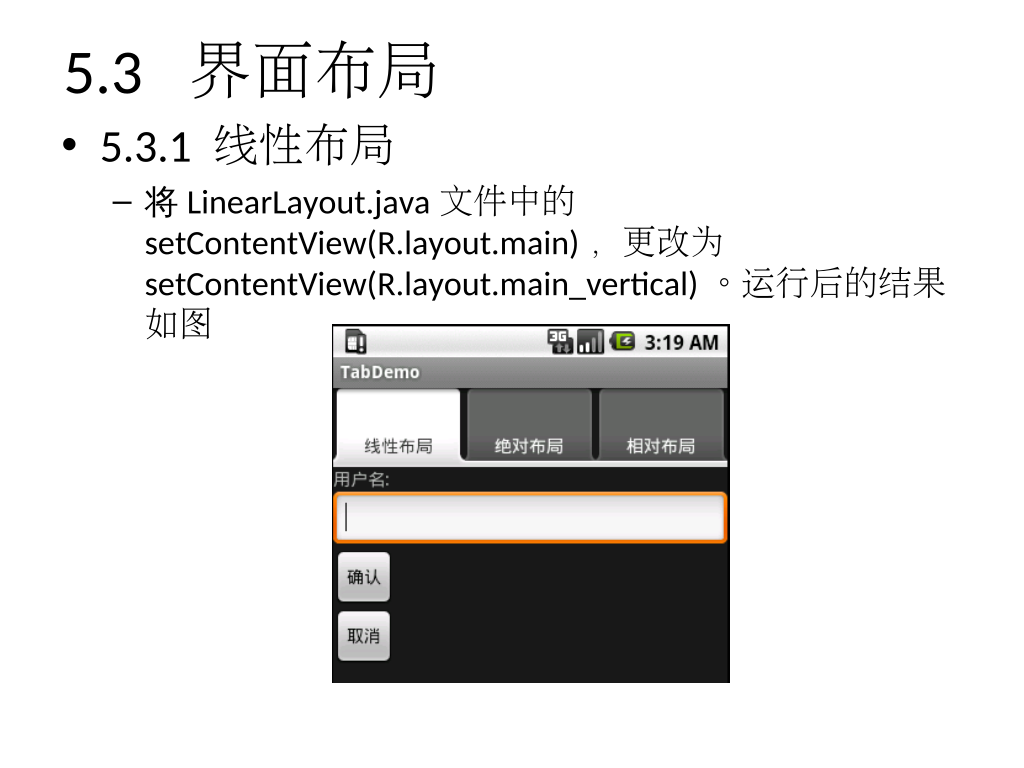 5.3 界面布局
• 5.3.1 线性布局
– 将 LinearLayout.java 文件中的
setContentView(R.layout.main) ，更改为
setContentView(R.layout.main_vertical) 。运行后的结果
如图
3G 3:19 AM
TabDemo
线性布局 绝对布局 相对布局
用户名:
确认
取消